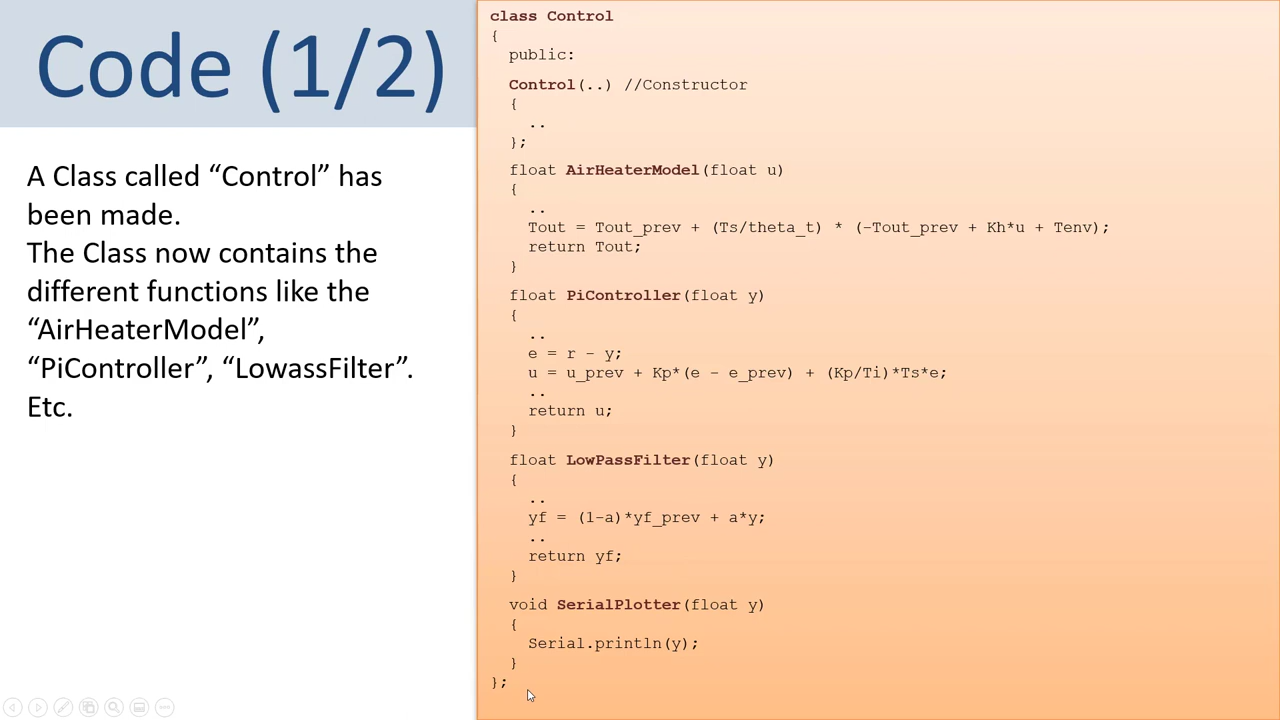 Code (1/2)
A Class called “Control” has
been made.
The Class now contains the
different functions like the
“AirHeaterModel”,
“PiController”, “LowassFilter”.
Etc.
class Control
{
public:
Control(..) //Constructor
{
..
};
float AirHeaterModel(float u)
{
..
Tout = Tout_prev + (Ts/theta_t) * (-Tout_prev + Kh*u + Tenv);
return Tout;
}
float PiController(float y)
{
..
e = r - y;
u = u_prev + Kp*(e - e_prev) + (Kp/Ti)*Ts*e;
..
return u;
}
float LowPassFilter(float y)
{
..
yf = (1-a)*yf_prev + a*y;
..
return yf;
}
void SerialPlotter(float y)
{
Serial.println(y);
}
};